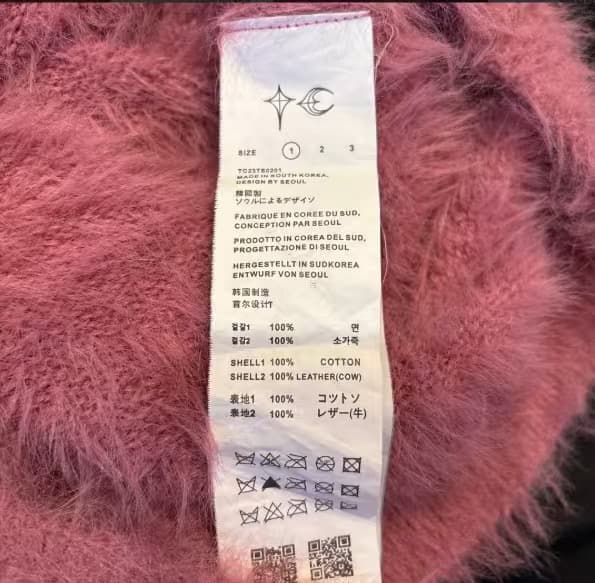 SIZE 1 2 3
TC23TB0201
MADE IN SOUTH KOREA,
DESIGN BY SEOUL
韓國製
ソウルによるデザイン
FABRIQUE EN COREE DU SUD,
CONCEPTION PAR SEOUL
PRODOTTO IN COREA DEL SUD,
PROGETTAZIONE DI SEOUL
HERGESTELLT IN SUDKOREA
ENTWURF VON SEOUL
韩国制造
首尔设计T
겉감1 100% 면
겉감2 100% 소가죽
SHELL1 100% COTTON
SHELL2 100% LEATHER(COW)
表地1 100% コツトソ
表地2 100% レザー(牛)